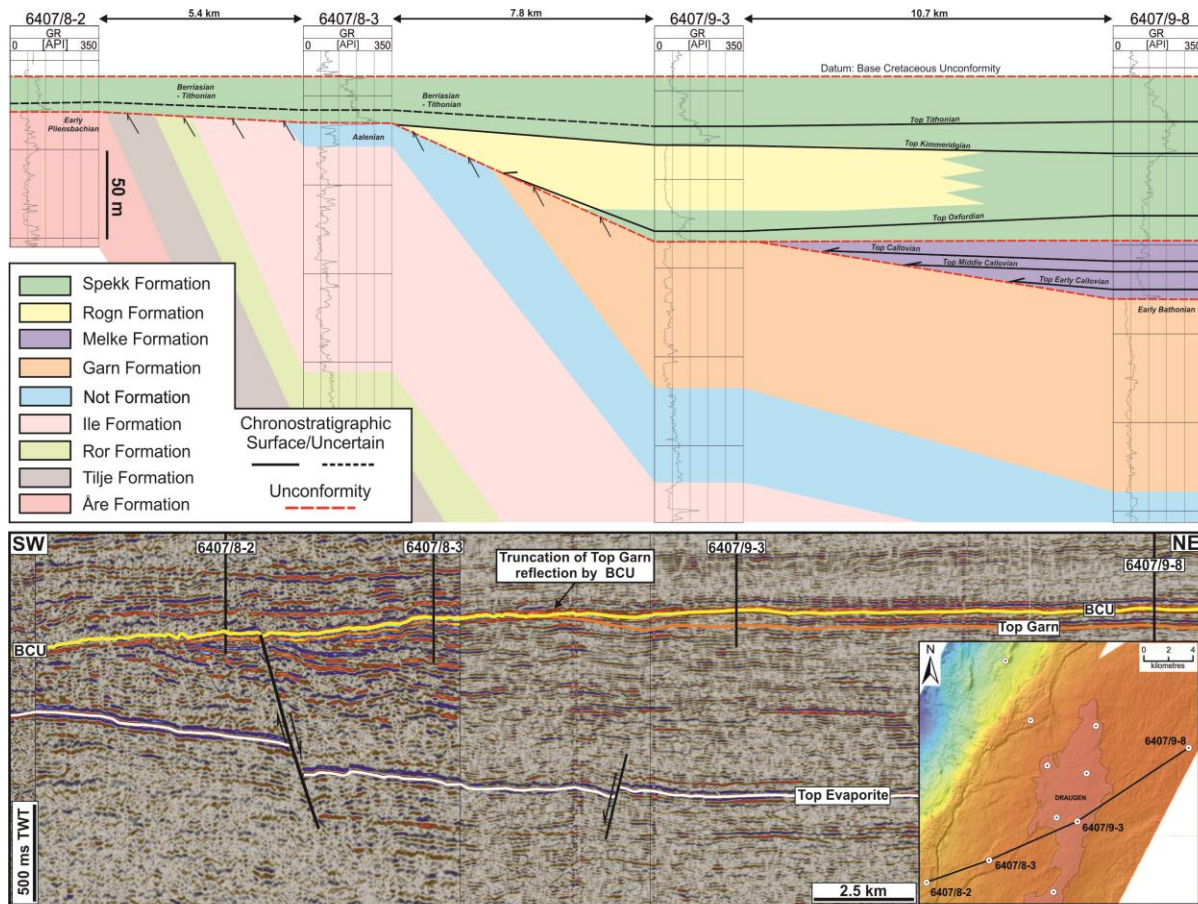 5.4 km
7.8 km
10.7 km
6407/8-2
6407/8-3
6407/9-3
6407/9-8
GR
0 [API] 350
GR
0 [API] 350
GR
0 [API] 350
GR
0 [API] 350
Datum: Base Cretaceous Unconformity
Berriasian
- Tithonian
Berriasian
- Tithonian
Top Tithonian
Early
Pliensbachian
Aalenian
Top Kimmeridgian
50 m
Top Oxfordian
Top Callovian
Top Middle Callovian
Top Early Callovian
Early Bathonian
Spekk Formation
Rogn Formation
Melke Formation
Garn Formation
Not Formation
Ile Formation
Ror Formation
Tilje Formation
Åre Formation
Chronostratigraphic
Surface/Uncertain
Unconformity
SW
6407/8-2
6407/8-3
Truncation of Top Garn
reflection by BCU
6407/9-3
NE
6407/9-8
BCU
BCU
Top Garn
Top Evaporite
500 ms TWT
2.5 km
N
0 2 4
kilometres
6407/9-8
DRAUGEN
6407/9-3
6407/8-3
6407/8-2